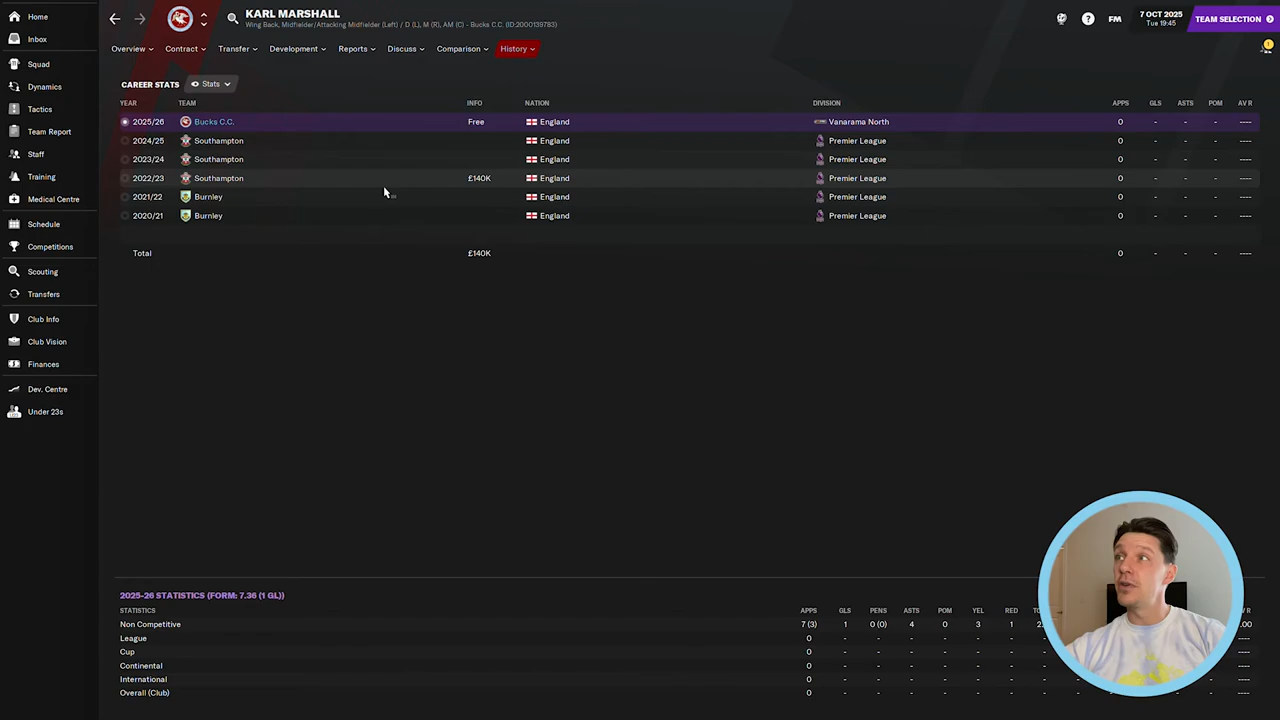 Home
Inbox
Squad
Dynamics
Tactics
Team Report
Staff
Training
Medical Centre
Schedule
Competitions
Scouting
Transfers
Club Info
Club Vision
Finances
Dev. Centre
Under 23s
KARL MARSHALL
Wing Back, Midfielder/Attacking Midfielder (Left) / D (L), M (R), AM (C) - Bucks C.C. (ID:2000139783)
FM
7 OCT 2025
Tue 19:45
TEAM SELECTION
Overview Contract Transfer Development Reports Discuss Comparison History
1
CAREER STATS Stats
YEAR TEAM INFO NATION DIVISION APPS GLS ASTS POM AV R
2025/26 Bucks C.C. Free England Vanarama North 0 - - - ----
2024/25 Southampton England Premier League 0 - - - ----
2023/24 Southampton England Premier League 0 - - - ----
2022/23 Southampton £140K England Premier League 0 - - - ----
2021/22 Burnley England Premier League 0 - - - ----
2020/21 Burnley England Premier League 0 - - - ----
Total £140K 0 - - - ----
2025-26 STATISTICS (FORM: 7.36 (1 GL))
STATISTICS APPS GLS PENS ASTS POM YEL RED
Non Competitive 7 (3) 1 0 (0) 4 0 3 1
League 0 - - - - - - ----
Cup 0 - - - - - - ----
Continental 0 - - - - - - ----
International 0 - - - - - - ----
Overall (Club) 0 - - - - - - ----